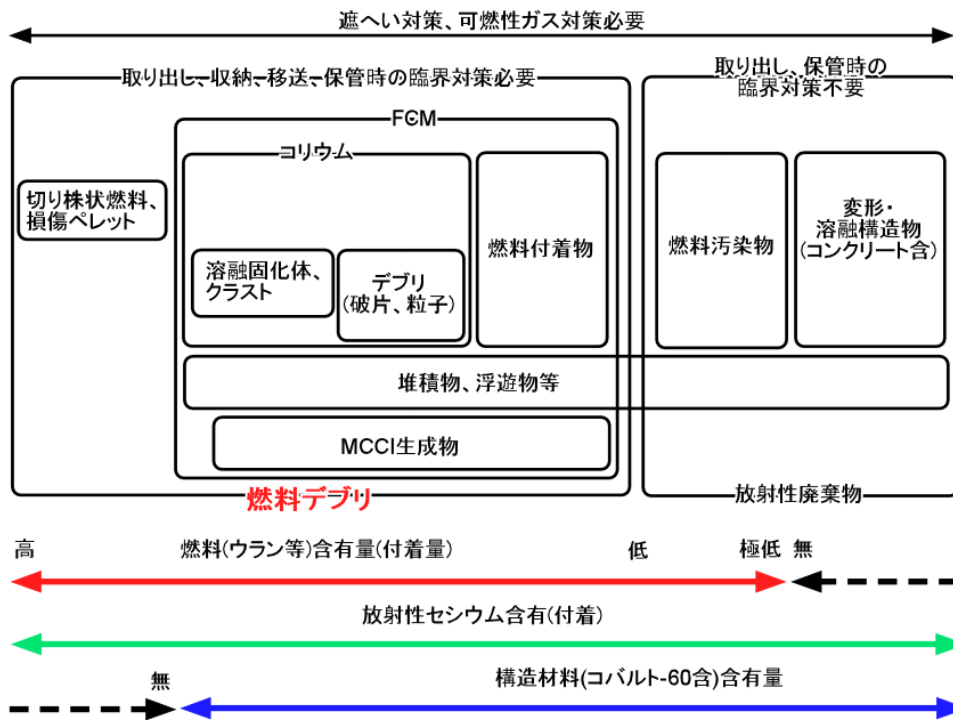 遮へい対策、可燃性ガス対策必要
取り出し、収納、移送、保管時の臨界対策必要
取り出し、保管時の
臨界対策不要
FCM
コリウム
切り株状燃料、
損傷ペレット
溶融固化体、
クラスト
デブリ
(破片、粒子)
燃料付着物
燃料汚染物
変形・
溶融構造物
(コンクリート含)
堆積物、浮遊物等
MCCI生成物
燃料デブリ
放射性廃棄物
高
燃料(ウラン等)含有量(付着量)
低
極低
無
放射性セシウム含有(付着)
無
構造材料(コバルト-60含)含有量